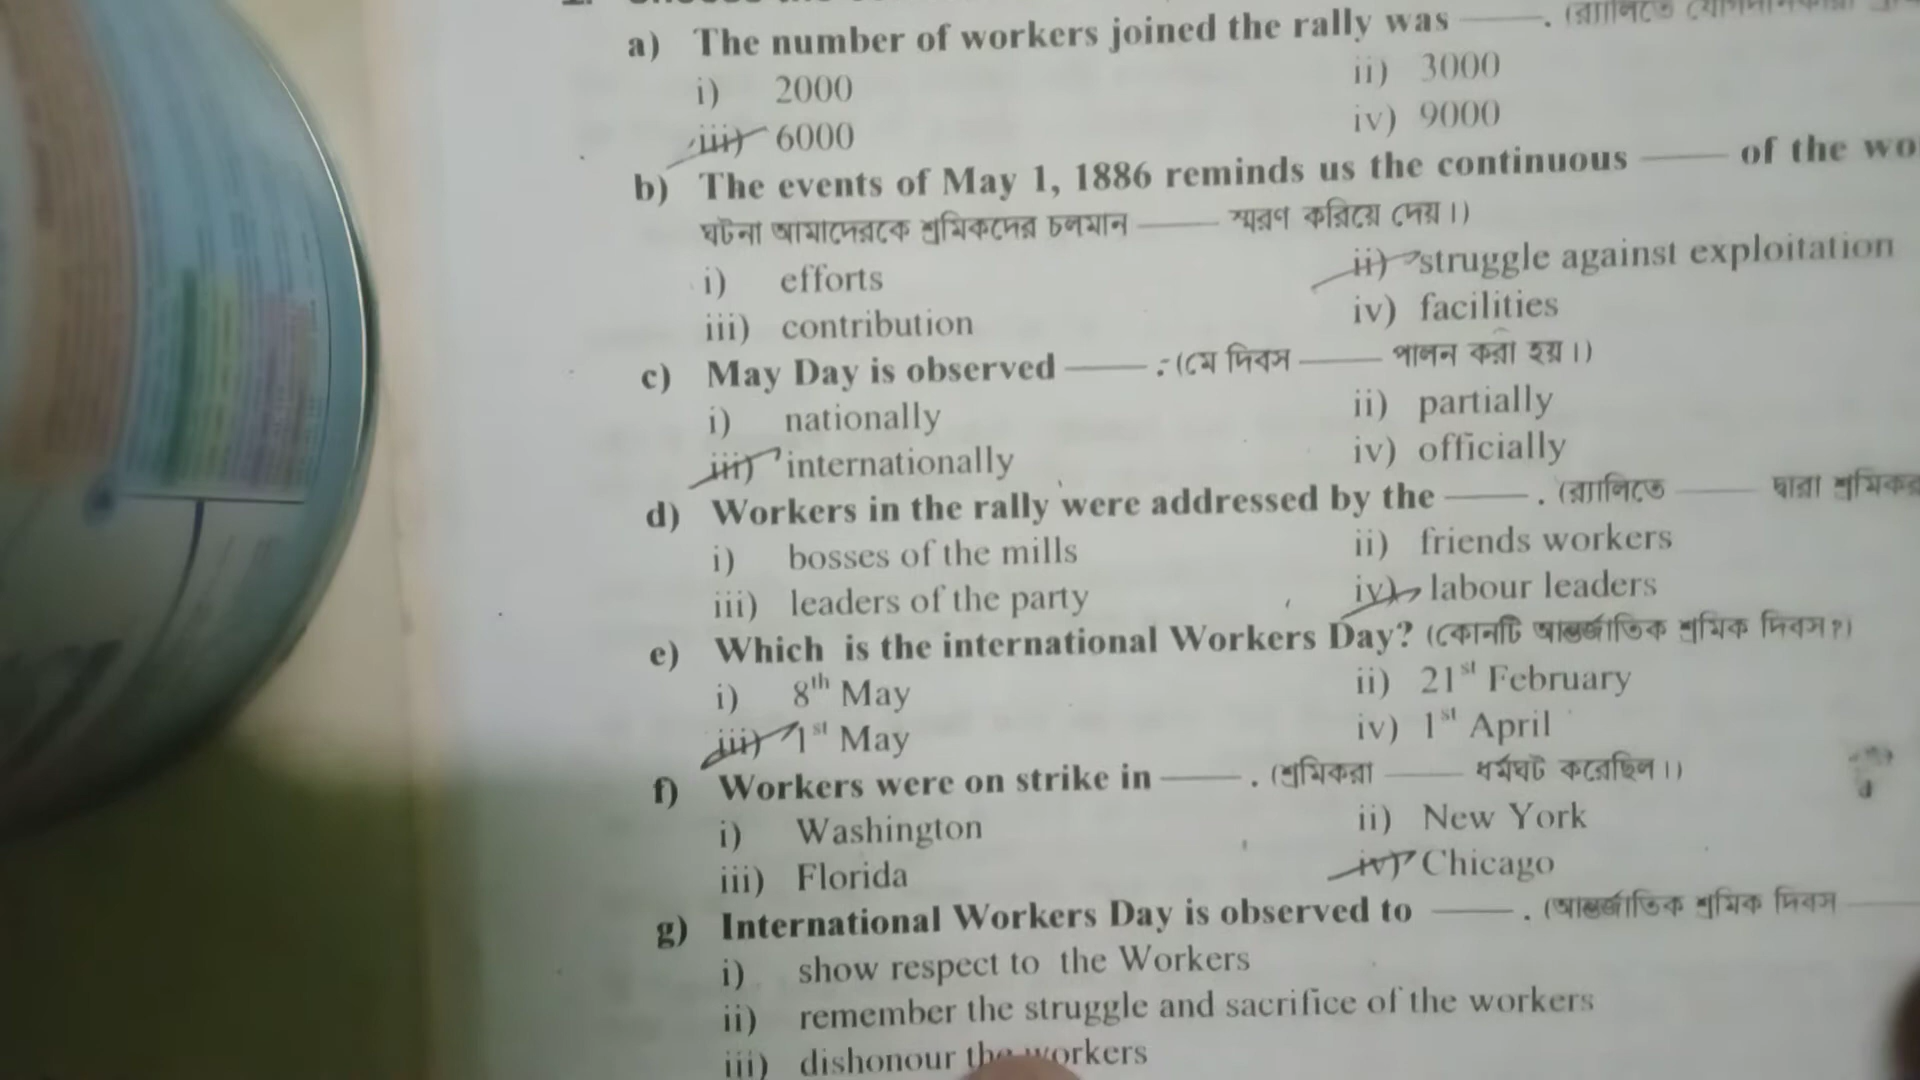 a) The number of workers joined the rally was ——. (র‍্যালিতে
i) 2000 ii) 3000
iii) 6000 iv) 9000
b) The events of May 1, 1886 reminds us the continuous —— of the wo
ঘটনা আমাদেরকে শ্রমিকদের চলমান —— স্মরণ করিয়ে দেয়।)
i) efforts ii) struggle against exploitation
iii) contribution iv) facilities
c) May Day is observed ——. (মে দিবস —— পালন করা হয়।)
i) nationally ii) partially
iii) internationally iv) officially
d) Workers in the rally were addressed by the ——. (র‍্যালিতে —— দ্বারা
i) bosses of the mills ii) friends workers
iii) leaders of the party iv) labour leaders
e) Which is the international Workers Day? (কোনটি আন্তর্জাতিক শ্রমিক দিবস?)
i) 8th May ii) 21st February
iii) 1st May iv) 1st April
f) Workers were on strike in ——. (শ্রমিকরা —— ধর্মঘট করেছিল।)
i) Washington ii) New York
iii) Florida iv) Chicago
g) International Workers Day is observed to ——. (আন্তর্জাতিক শ্রমিক দিবস ——
i) show respect to the Workers
ii) remember the struggle and sacrifice of the workers
iii) dishonour the workers